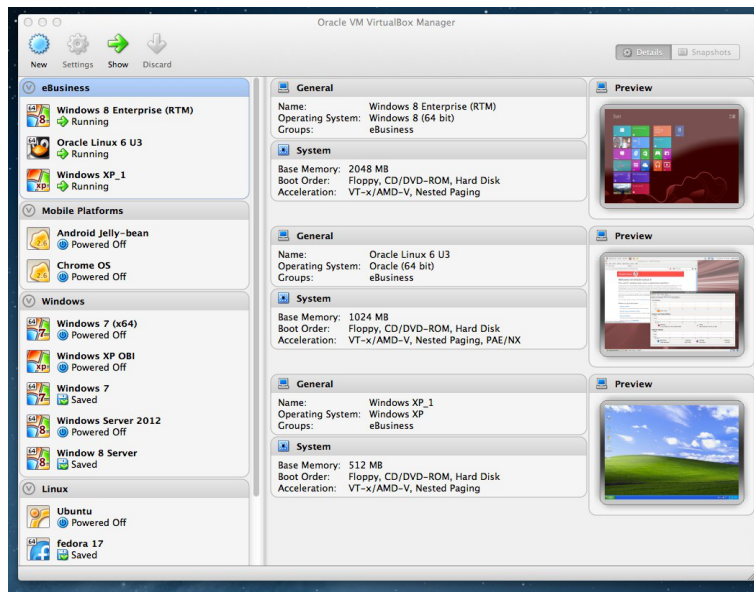 Oracle VM VirtualBox Manager
New Settings Show Discard
Details Snapshots
eBusiness
Windows 8 Enterprise (RTM)
Running
Oracle Linux 6 U3
Running
Windows XP_1
Running
Mobile Platforms
Android Jelly-bean
Powered Off
Chrome OS
Powered Off
Windows
Windows 7 (x64)
Powered Off
Windows XP OBI
Powered Off
Windows 7
Saved
Windows Server 2012
Powered Off
Window 8 Server
Saved
Linux
Ubuntu
Powered Off
fedora 17
Saved
General
Name: Windows 8 Enterprise (RTM)
Operating System: Windows 8 (64 bit)
Groups: eBusiness
System
Base Memory: 2048 MB
Boot Order: Floppy, CD/DVD-ROM, Hard Disk
Acceleration: VT-x/AMD-V, Nested Paging
Preview
General
Name: Oracle Linux 6 U3
Operating System: Oracle (64 bit)
Groups: eBusiness
System
Base Memory: 1024 MB
Boot Order: Floppy, CD/DVD-ROM, Hard Disk
Acceleration: VT-x/AMD-V, Nested Paging, PAE/NX
Preview
General
Name: Windows XP_1
Operating System: Windows XP
Groups: eBusiness
System
Base Memory: 512 MB
Boot Order: Floppy, CD/DVD-ROM, Hard Disk
Acceleration: VT-x/AMD-V, Nested Paging
Preview